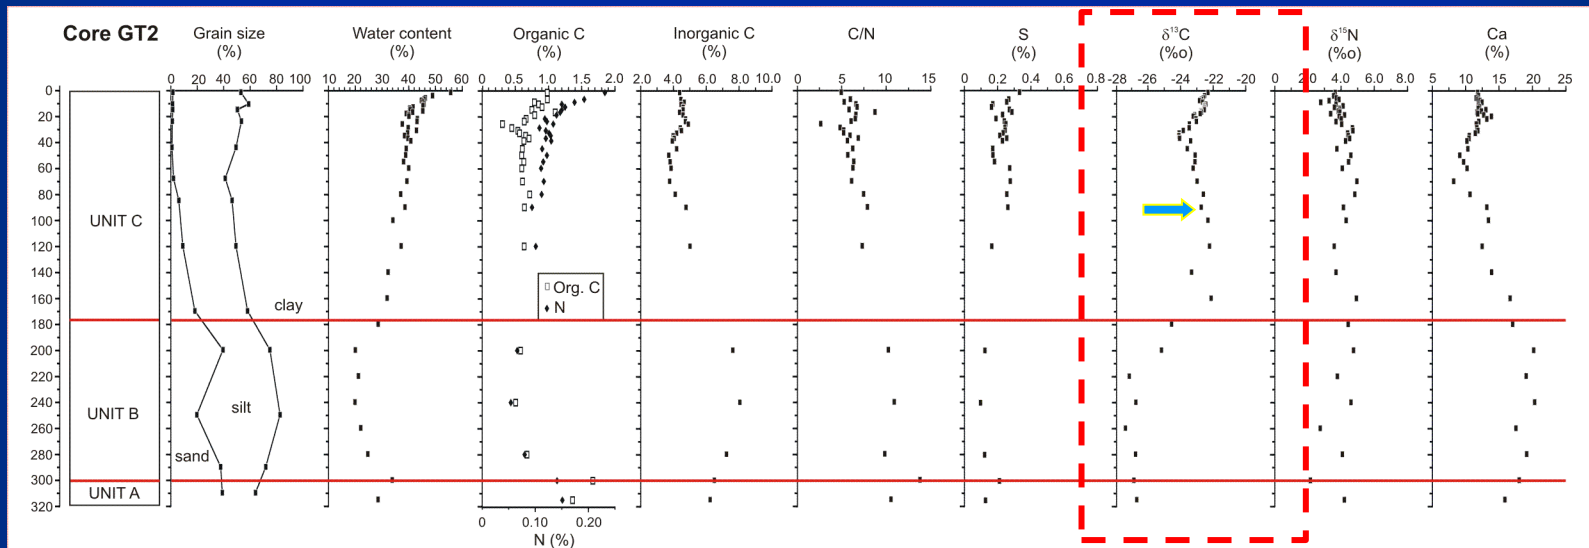 Core GT2
Grain size
(%)
Water content
(%)
Organic C
(%)
Inorganic C
(%)
C/N
S
(%)
δ¹³C
(%o)
δ¹⁵N
(%o)
Ca
(%)
0 20 40 60 80 100
10 20 30 40 50 60
0 0.5 1.0 1.5 2.0
2.0 4.0 6.0 8.0 10.0
0 5 10 15
0 0.2 0.4 0.6 0.8
-28 -26 -24 -22 -20
0 2.0 4.0 6.0 8.0
5 10 15 20 25
0
20
40
60
80
100
120
140
160
180
200
220
240
260
280
300
320
UNIT C
UNIT B
UNIT A
clay
silt
sand
Org. C
N
0 0.10 0.20
N (%)